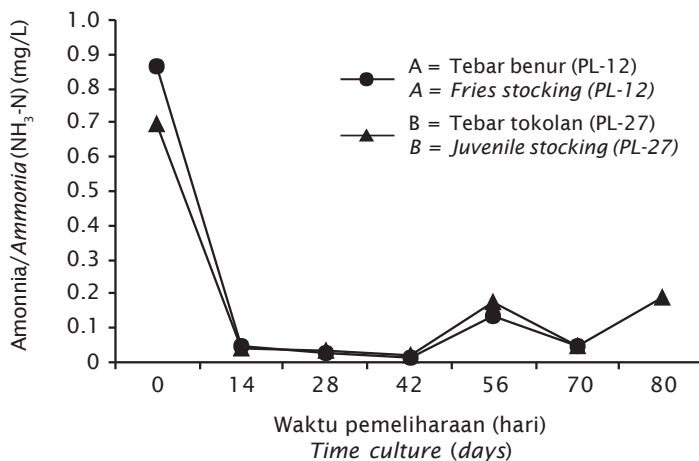 Amonnia/Ammonia (NH₃-N) (mg/L)
1.0
0.9
0.8
0.7
0.6
0.5
0.4
0.3
0.2
0.1
0
A = Tebar benur (PL-12)
A = Fries stocking (PL-12)
B = Tebar tokolan (PL-27)
B = Juvenile stocking (PL-27)
0 14 28 42 56 70 80
Waktu pemeliharaan (hari)
Time culture (days)